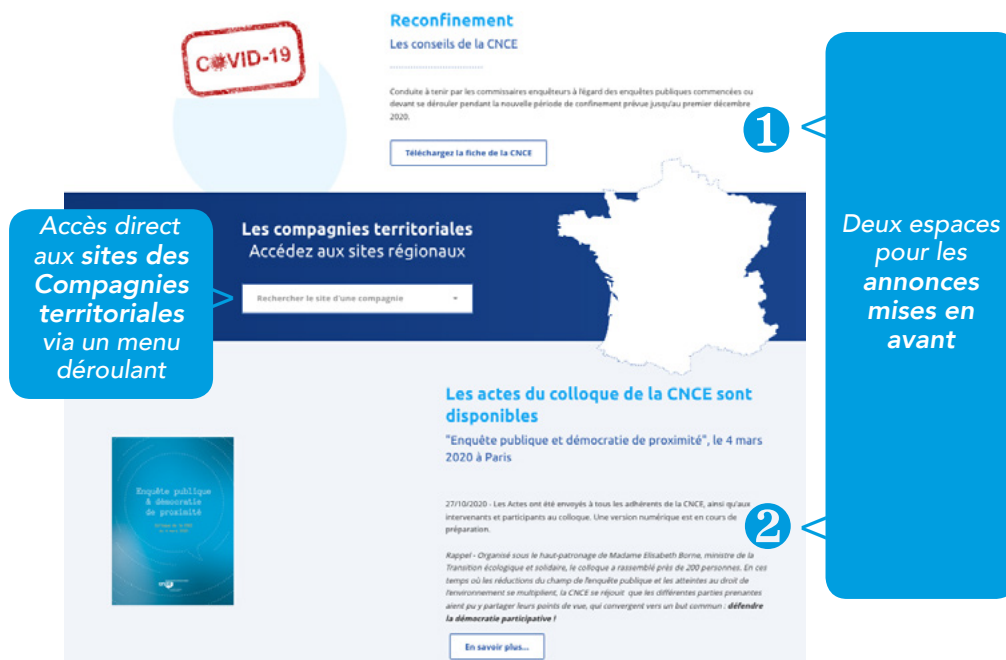 COVID-19
Reconfinement
Les conseils de la CNCE
Conduite à tenir par les commissaires enquêteurs à l'égard des enquêtes publiques commencées ou
devant se dérouler pendant la nouvelle période de confinement prévue jusqu'au premier décembre
2020.
Téléchargez la fiche de la CNCE
1
Deux espaces
pour les
annonces
mises en
avant
Accès direct
aux sites des
Compagnies
territoriales
via un menu
déroulant
Les compagnies territoriales
Accédez aux sites régionaux
Rechercher le site d'une compagnie
Les actes du colloque de la CNCE sont
disponibles
"Enquête publique et démocratie de proximité", le 4 mars
2020 à Paris
Enquête publique
& démocratie
de proximité
27/10/2020 - Les Actes ont été envoyés à tous les adhérents de la CNCE, ainsi qu'aux
intervenants et participants au colloque. Une version numérique est en cours de
préparation.
2
Rappel - Organisé sous le haut-patronage de Madame Elisabeth Borne, ministre de la
Transition écologique et solidaire, le colloque a rassemblé près de 200 personnes. En ces
temps où les réductions du champ de l'enquête publique et les atteintes au droit de
l'environnement se multiplient, la CNCE se réjouit que les différentes parties prenantes
aient pu y partager leurs points de vue, qui convergent vers un but commun : défendre
la démocratie participative !
En savoir plus...